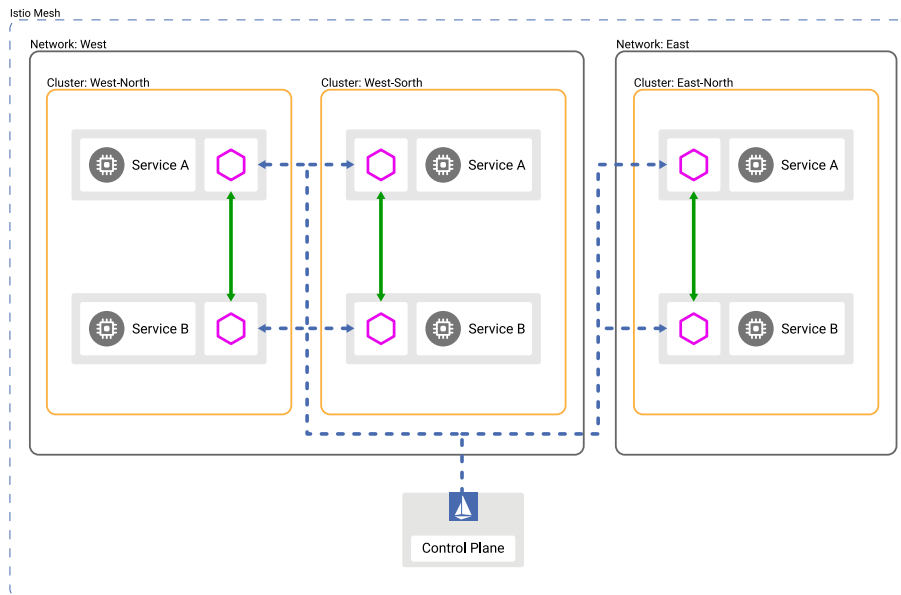 Istio Mesh
Network: West
Network: East
Cluster: West-North
Cluster: West-Sorth
Cluster: East-North
Service A
Service A
Service A
Service B
Service B
Service B
Control Plane